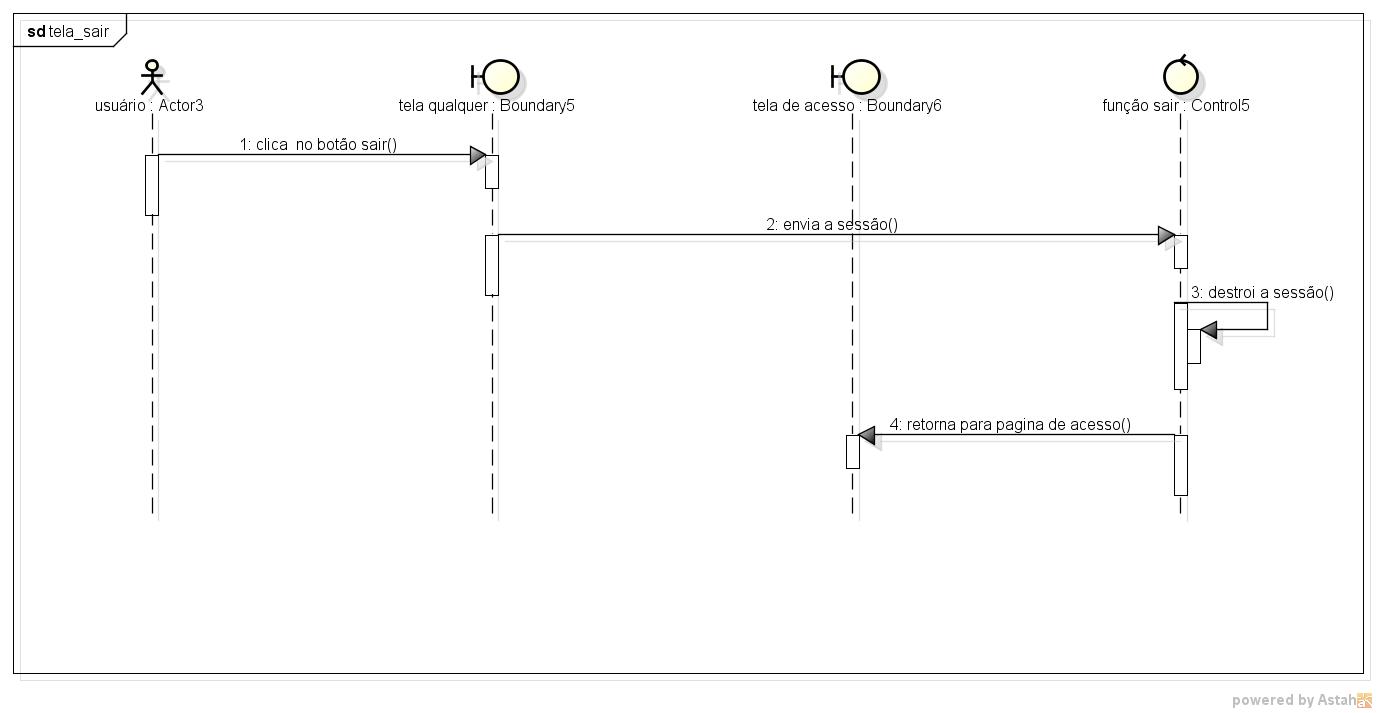 sd tela_sair
usuário : Actor3
tela qualquer : Boundary5
tela de acesso : Boundary6
função sair : Control5
1: clica  no botão sair()
2: envia a sessão()
3: destroi a sessão()
4: retorna para pagina de acesso()
powered by Astah